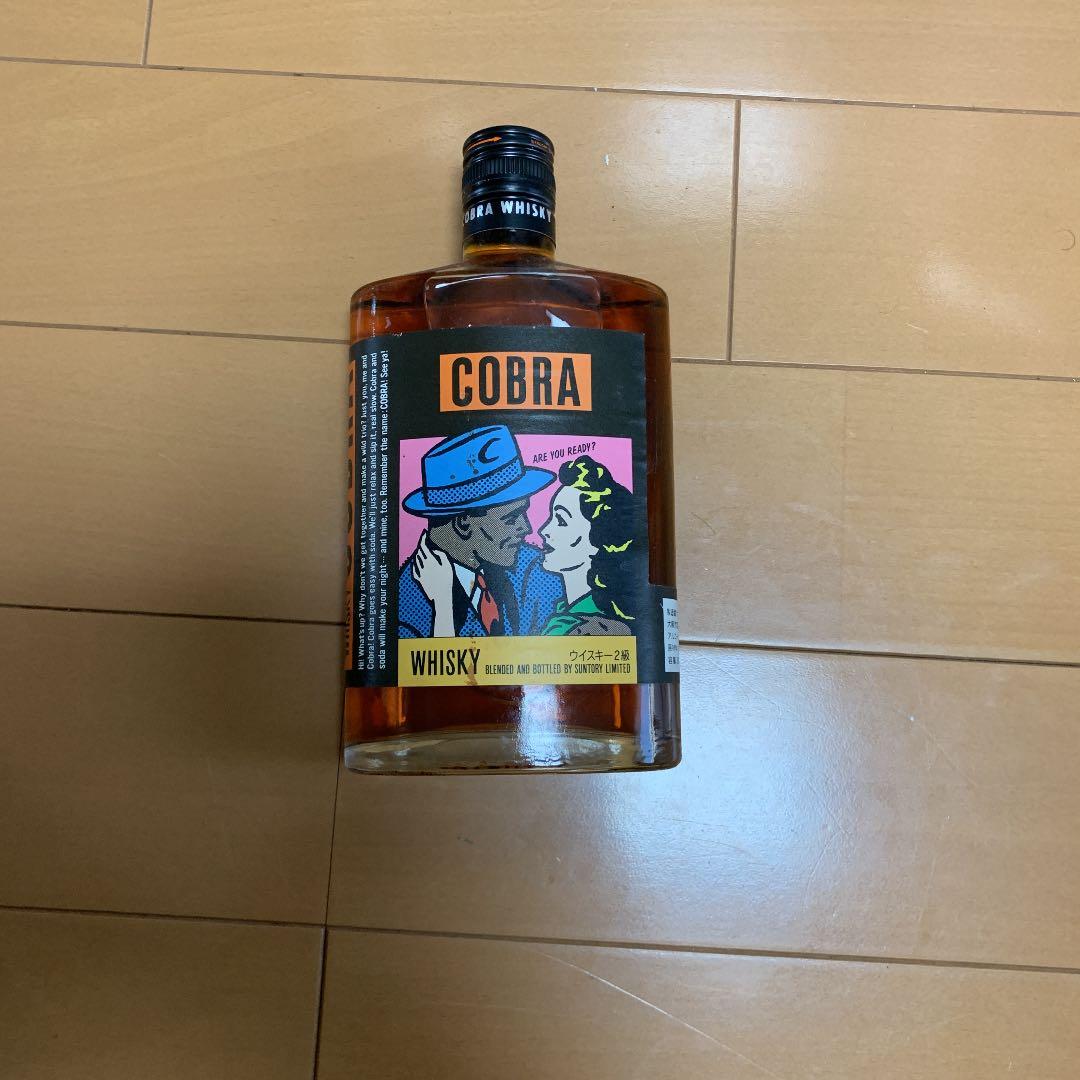 OBRA WHISKY
COBRA
ARE YOU READY?
WHISKY
ウイスキー2級
BLENDED AND BOTTLED BY SUNTORY LIMITED
Hi! What's up? Why don't we get together and make a wild trio? Just you, me and
Cobra! Cobra goes easy with soda. We'll just relax and sip it, real slow. Cobra and
soda will make your night… and mine, too. Remember the name: COBRA! See ya!
WHISKY